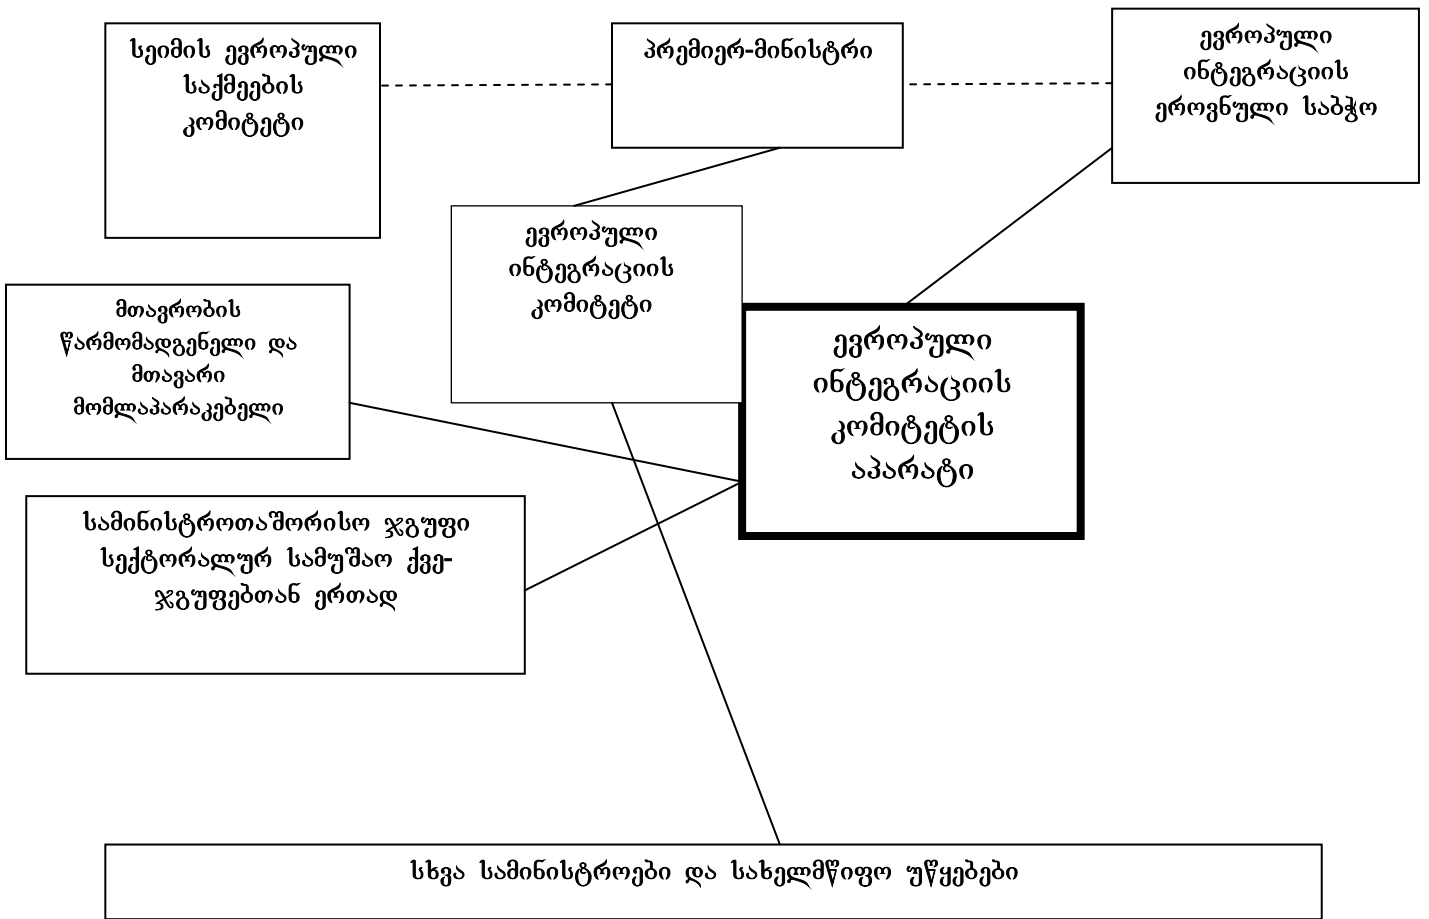 სეიმის ევროპული
საქმეების
კომიტეტი
პრემიერ-მინისტრი
ევროპული
ინტეგრაციის
ეროვნული საბჭო
ევროპული
ინტეგრაციის
კომიტეტი
მთავრობის
წარმომადგენელი და
მთავარი
მომლაპარაკებელი
ევროპული
ინტეგრაციის
კომიტეტის
აპარატი
სამინისტროთაშორისო ჯგუფი
სექტორალურ სამუშაო ქვე-
ჯგუფებთან ერთად
სხვა სამინისტროები და სახელმწიფო უწყებები